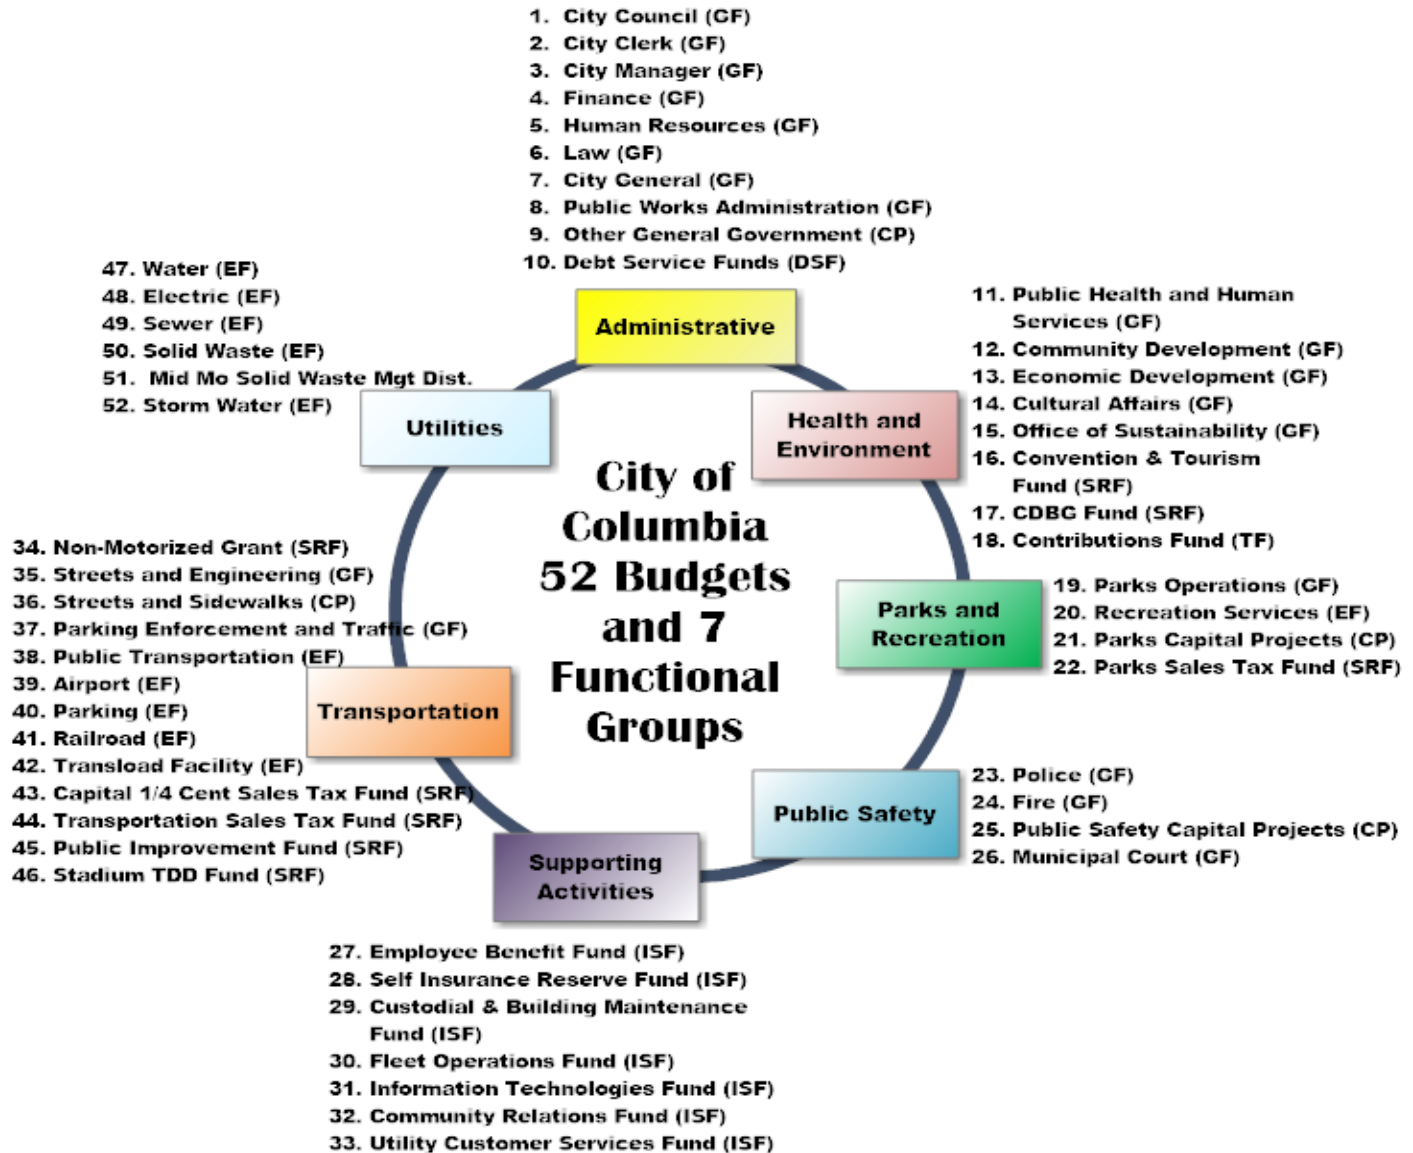 1. City Council (GF)
2. City Clerk (GF)
3. City Manager (GF)
4. Finance (GF)
5. Human Resources (GF)
6. Law (GF)
7. City General (GF)
8. Public Works Administration (GF)
9. Other General Government (CP)
10. Debt Service Funds (DSF)
Administrative
11. Public Health and Human
Services (GF)
12. Community Development (GF)
13. Economic Development (GF)
14. Cultural Affairs (GF)
15. Office of Sustainability (GF)
16. Convention & Tourism
Fund (SRF)
17. CDBG Fund (SRF)
18. Contributions Fund (TF)
Health and
Environment
19. Parks Operations (GF)
20. Recreation Services (EF)
21. Parks Capital Projects (CP)
22. Parks Sales Tax Fund (SRF)
Parks and
Recreation
23. Police (GF)
24. Fire (GF)
25. Public Safety Capital Projects (CP)
26. Municipal Court (GF)
Public Safety
Supporting
Activities
27. Employee Benefit Fund (ISF)
28. Self Insurance Reserve Fund (ISF)
29. Custodial & Building Maintenance
Fund (ISF)
30. Fleet Operations Fund (ISF)
31. Information Technologies Fund (ISF)
32. Community Relations Fund (ISF)
33. Utility Customer Services Fund (ISF)
34. Non-Motorized Grant (SRF)
35. Streets and Engineering (GF)
36. Streets and Sidewalks (CP)
37. Parking Enforcement and Traffic (GF)
38. Public Transportation (EF)
39. Airport (EF)
40. Parking (EF)
41. Railroad (EF)
42. Transload Facility (EF)
43. Capital 1/4 Cent Sales Tax Fund (SRF)
44. Transportation Sales Tax Fund (SRF)
45. Public Improvement Fund (SRF)
46. Stadium TDD Fund (SRF)
Transportation
47. Water (EF)
48. Electric (EF)
49. Sewer (EF)
50. Solid Waste (EF)
51. Mid Mo Solid Waste Mgt Dist.
52. Storm Water (EF)
Utilities
City of
Columbia
52 Budgets
and 7
Functional
Groups